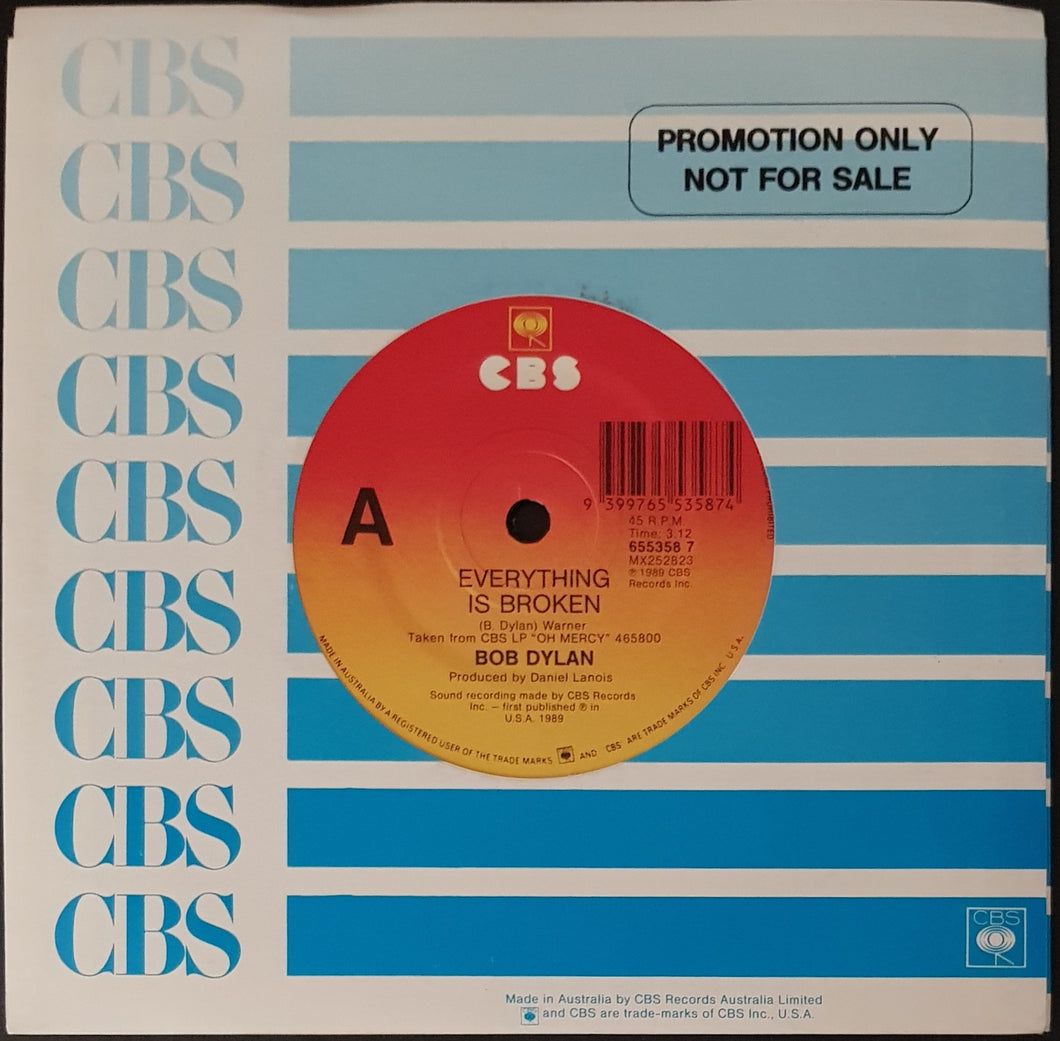 CBS
CBS
CBS
CBS
CBS
CBS
CBS
CBS
CBS
PROMOTION ONLY
NOT FOR SALE
CBS
A
9 399765 535874
45 R.P.M.
Time: 3.12
655358 7
MX252823
℗ 1989 CBS
Records Inc.
EVERYTHING
IS BROKEN
(B. Dylan) Warner
Taken from CBS LP "OH MERCY" 465800
BOB DYLAN
Produced by Daniel Lanois
Sound recording made by CBS Records
Inc. – first published ℗ in
U.S.A. 1989
MADE IN AUSTRALIA BY A REGISTERED USER OF THE TRADE MARKS AND 'CBS' ARE TRADE MARKS OF CBS INC. U.S.A.
CBS
Made in Australia by CBS Records Australia Limited
and CBS are trade-marks of CBS Inc., U.S.A.